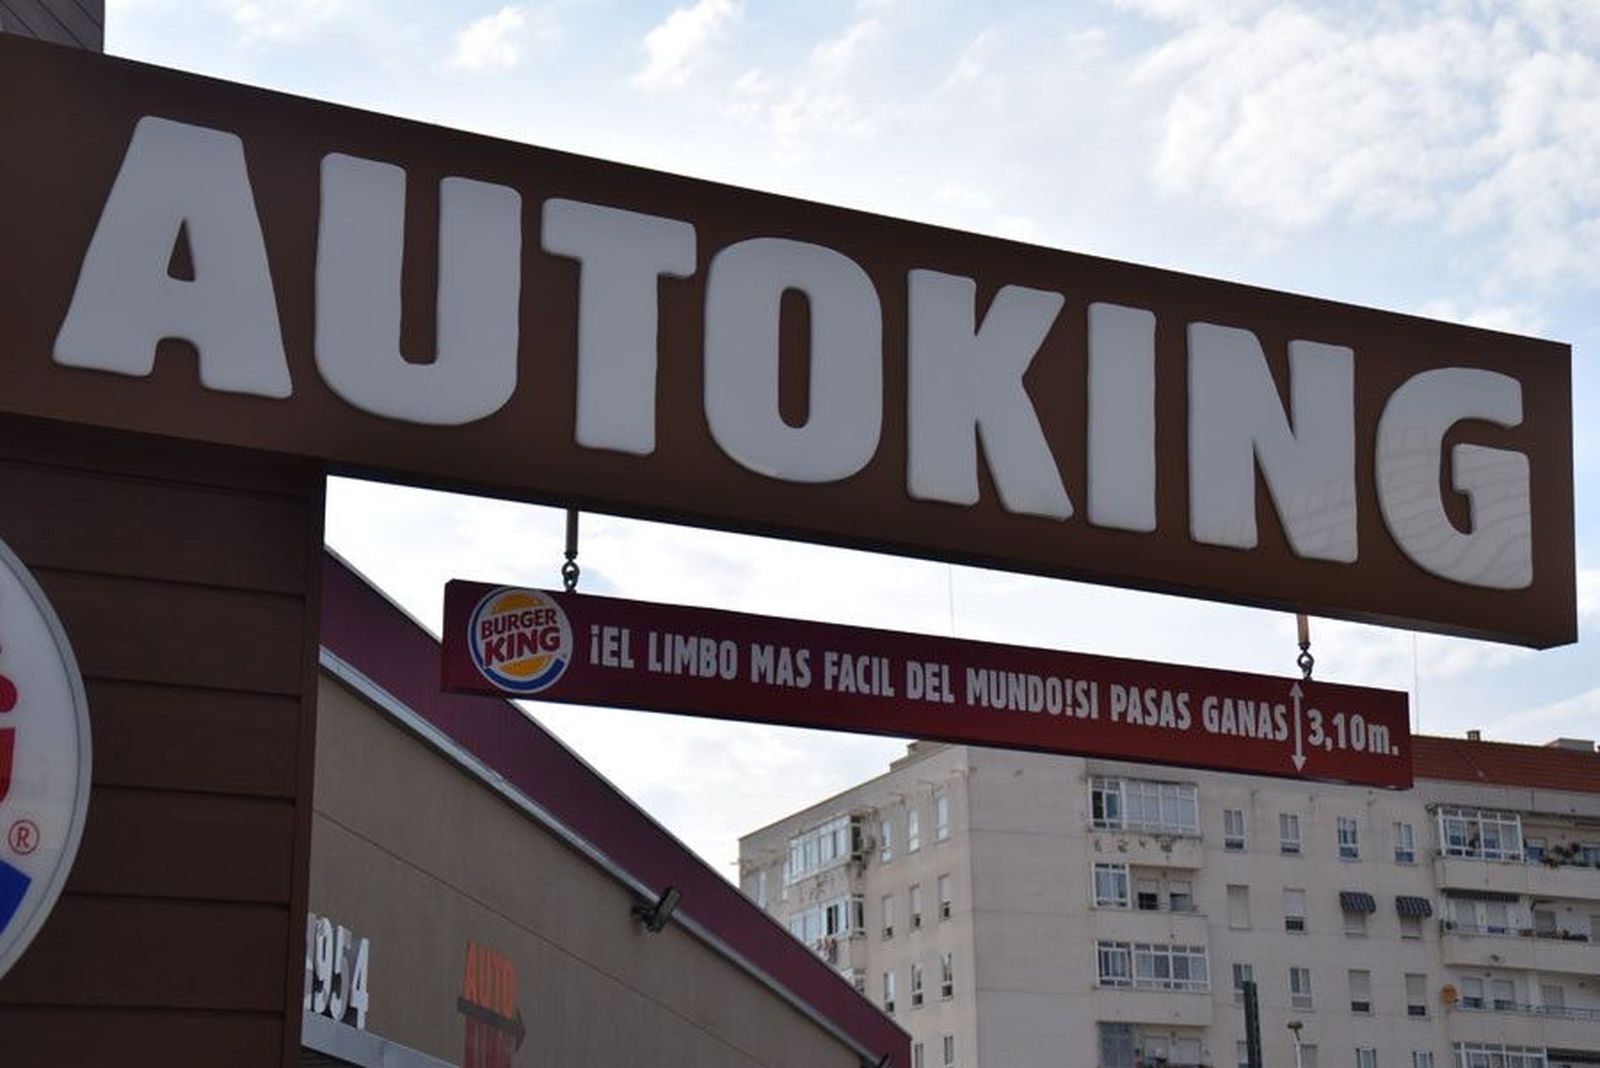 AUTOKING
BURGER
KING
¡EL LIMBO MAS FACIL DEL MUNDO!SI PASAS GANAS 3,10m.
®
1954
AUTO